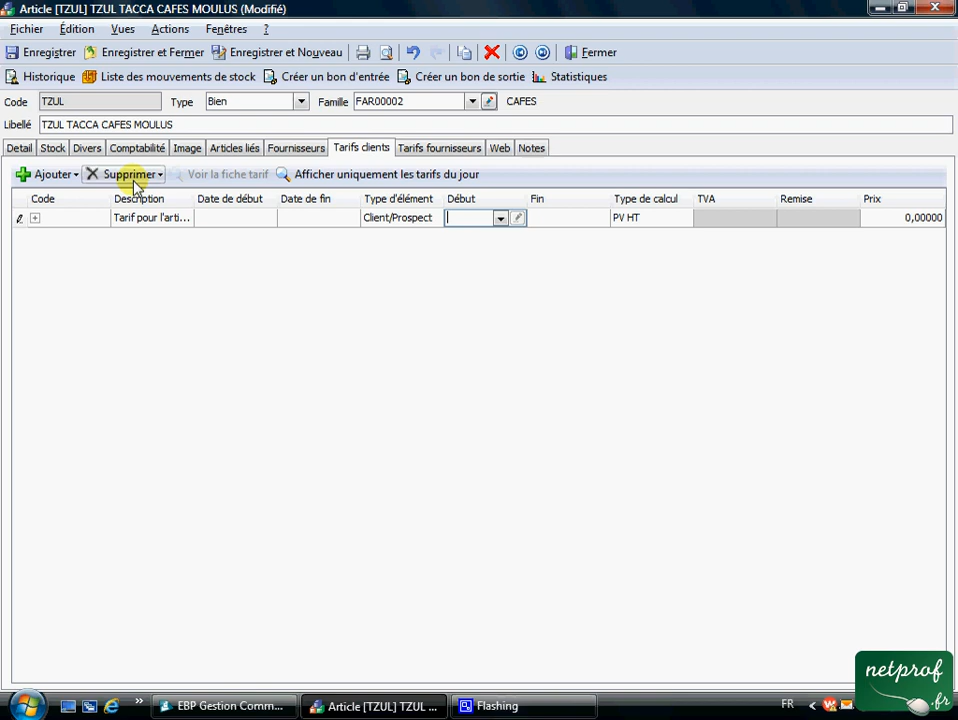 Article [TZUL] TZUL TACCA CAFES MOULUS (Modifié)
Fichier Édition Vues Actions Fenêtres ?
Enregistrer Enregistrer et Fermer Enregistrer et Nouveau Fermer
Historique Liste des mouvements de stock Créer un bon d'entrée Créer un bon de sortie Statistiques
Code TZUL Type Bien Famille FAR00002 CAFES
Libellé TZUL TACCA CAFES MOULUS
Detail Stock Divers Comptabilité Image Articles liés Fournisseurs Tarifs clients Tarifs fournisseurs Web Notes
Ajouter Supprimer Voir la fiche tarif Afficher uniquement les tarifs du jour
Code Description Date de début Date de fin Type d'élément Début Fin Type de calcul TVA Remise Prix
Tarif pour l'arti... Client/Prospect PV HT 0,00000
netprof
.fr
EBP Gestion Comm... Article [TZUL] TZUL ... Flashing FR